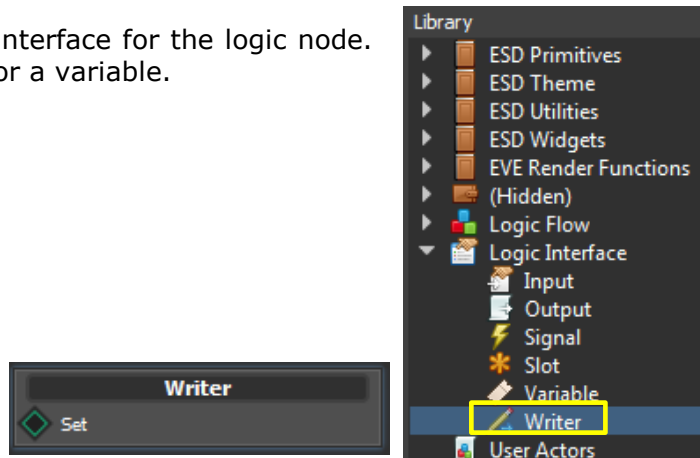 nterface for the logic node.
or a variable.
Writer
Set
Library
ESD Primitives
ESD Theme
ESD Utilities
ESD Widgets
EVE Render Functions
(Hidden)
Logic Flow
Logic Interface
Input
Output
Signal
Slot
Variable
Writer
User Actors